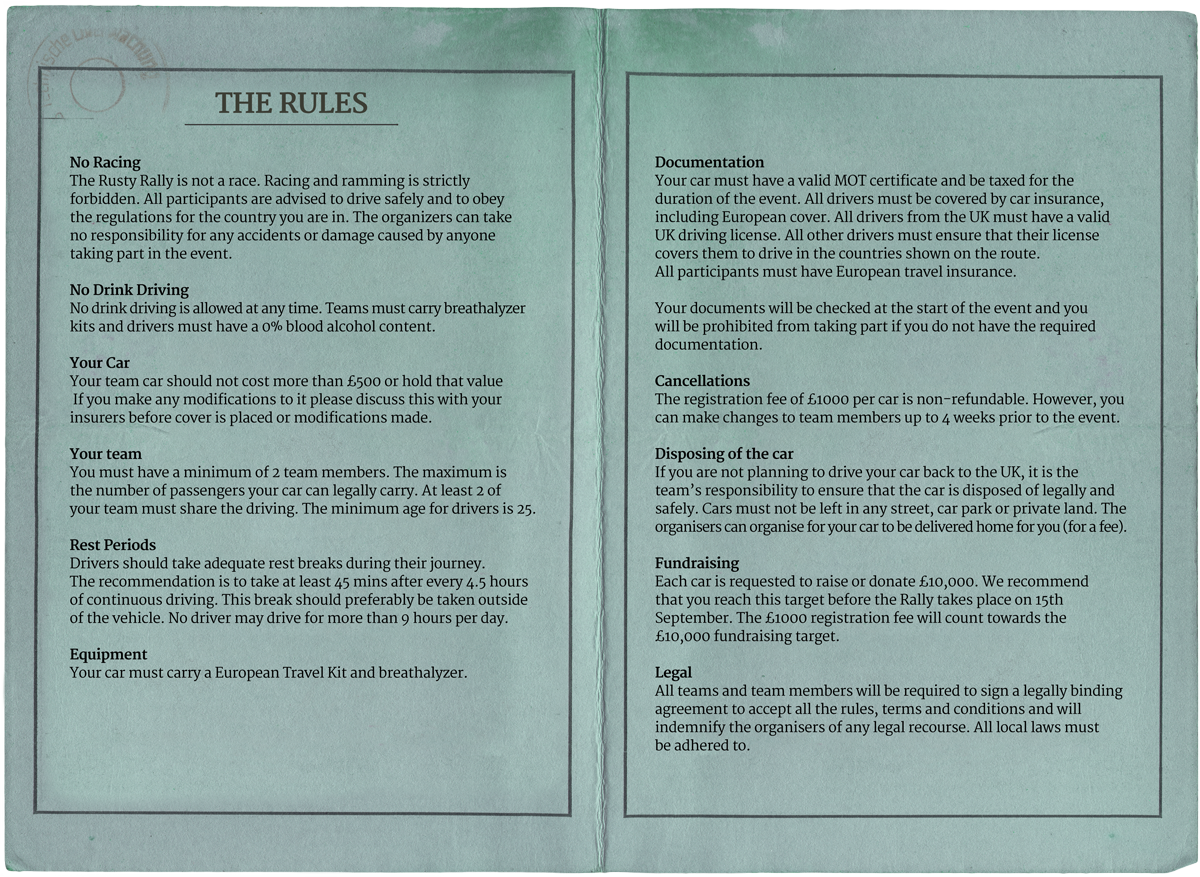 THE RULES
No Racing
The Rusty Rally is not a race. Racing and ramming is strictly
forbidden. All participants are advised to drive safely and to obey
the regulations for the country you are in. The organizers can take
no responsibility for any accidents or damage caused by anyone
taking part in the event.
No Drink Driving
No drink driving is allowed at any time. Teams must carry breathalyzer
kits and drivers must have a 0% blood alcohol content.
Your Car
Your team car should not cost more than £500 or hold that value
If you make any modifications to it please discuss this with your
insurers before cover is placed or modifications made.
Your team
You must have a minimum of 2 team members. The maximum is
the number of passengers your car can legally carry. At least 2 of
your team must share the driving. The minimum age for drivers is 25.
Rest Periods
Drivers should take adequate rest breaks during their journey.
The recommendation is to take at least 45 mins after every 4.5 hours
of continuous driving. This break should preferably be taken outside
of the vehicle. No driver may drive for more than 9 hours per day.
Equipment
Your car must carry a European Travel Kit and breathalyzer.
Documentation
Your car must have a valid MOT certificate and be taxed for the
duration of the event. All drivers must be covered by car insurance,
including European cover. All drivers from the UK must have a valid
UK driving license. All other drivers must ensure that their license
covers them to drive in the countries shown on the route.
All participants must have European travel insurance.
Your documents will be checked at the start of the event and you
will be prohibited from taking part if you do not have the required
documentation.
Cancellations
The registration fee of £1000 per car is non-refundable. However, you
can make changes to team members up to 4 weeks prior to the event.
Disposing of the car
If you are not planning to drive your car back to the UK, it is the
team's responsibility to ensure that the car is disposed of legally and
safely. Cars must not be left in any street, car park or private land. The
organisers can organise for your car to be delivered home for you (for a fee).
Fundraising
Each car is requested to raise or donate £10,000. We recommend
that you reach this target before the Rally takes place on 15th
September. The £1000 registration fee will count towards the
£10,000 fundraising target.
Legal
All teams and team members will be required to sign a legally binding
agreement to accept all the rules, terms and conditions and will
indemnify the organisers of any legal recourse. All local laws must
be adhered to.